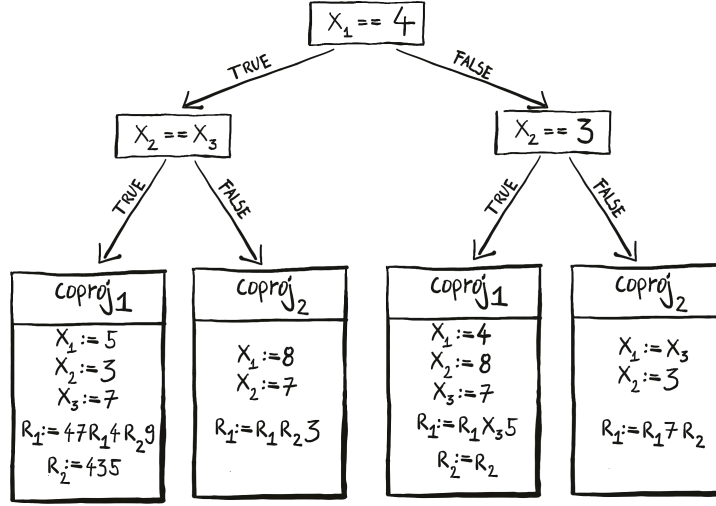 X₁ == 4
TRUE
FALSE
X₂ == X₃
X₂ == 3
TRUE
FALSE
TRUE
FALSE
coproj₁
X₁:=5
X₂:=3
X₃:=7
R₁:=47R₁4R₂9
R₂:=435
coproj₂
X₁:=8
X₂:=7
R₁:=R₁R₂3
coproj₁
X₁:=4
X₂:=8
X₃:=7
R₁:=R₁X₃5
R₂:=R₂
coproj₂
X₁:=X₃
X₂:=3
R₁:=R₁7R₂